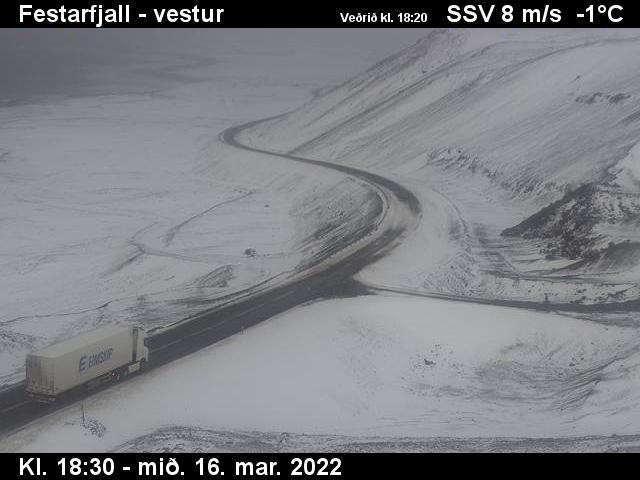 Festarfjall - vestur Veðrið kl. 18:20 SSV 8 m/s -1°C
EIMSKIP
Kl. 18:30 - mið. 16. mar. 2022